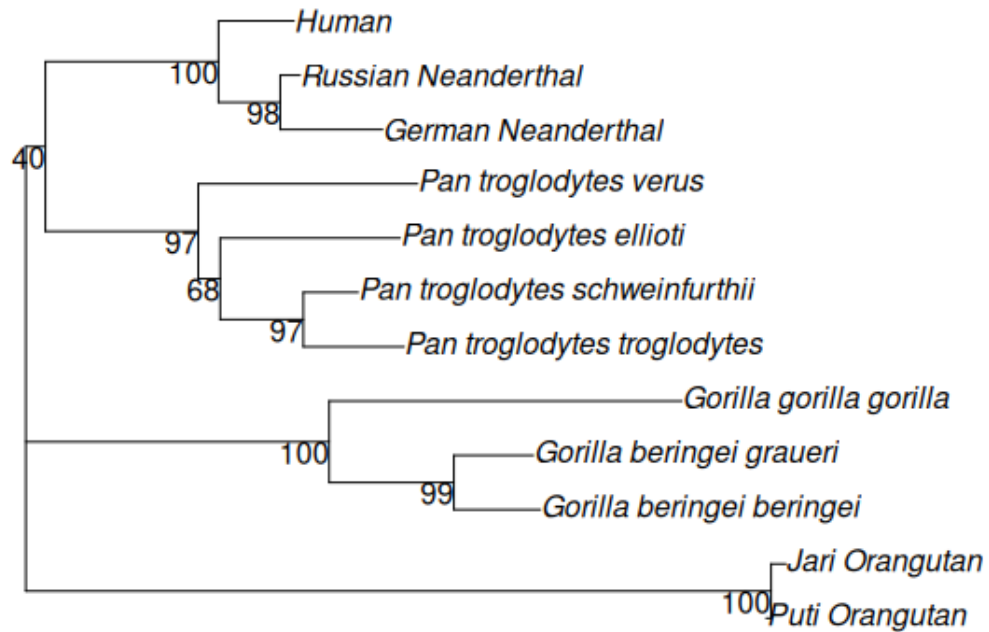 Human
100
Russian Neanderthal
98
German Neanderthal
40
Pan troglodytes verus
97
Pan troglodytes ellioti
68
Pan troglodytes schweinfurthii
97
Pan troglodytes troglodytes
Gorilla gorilla gorilla
100
Gorilla beringei graueri
99
Gorilla beringei beringei
Jari Orangutan
100
Puti Orangutan